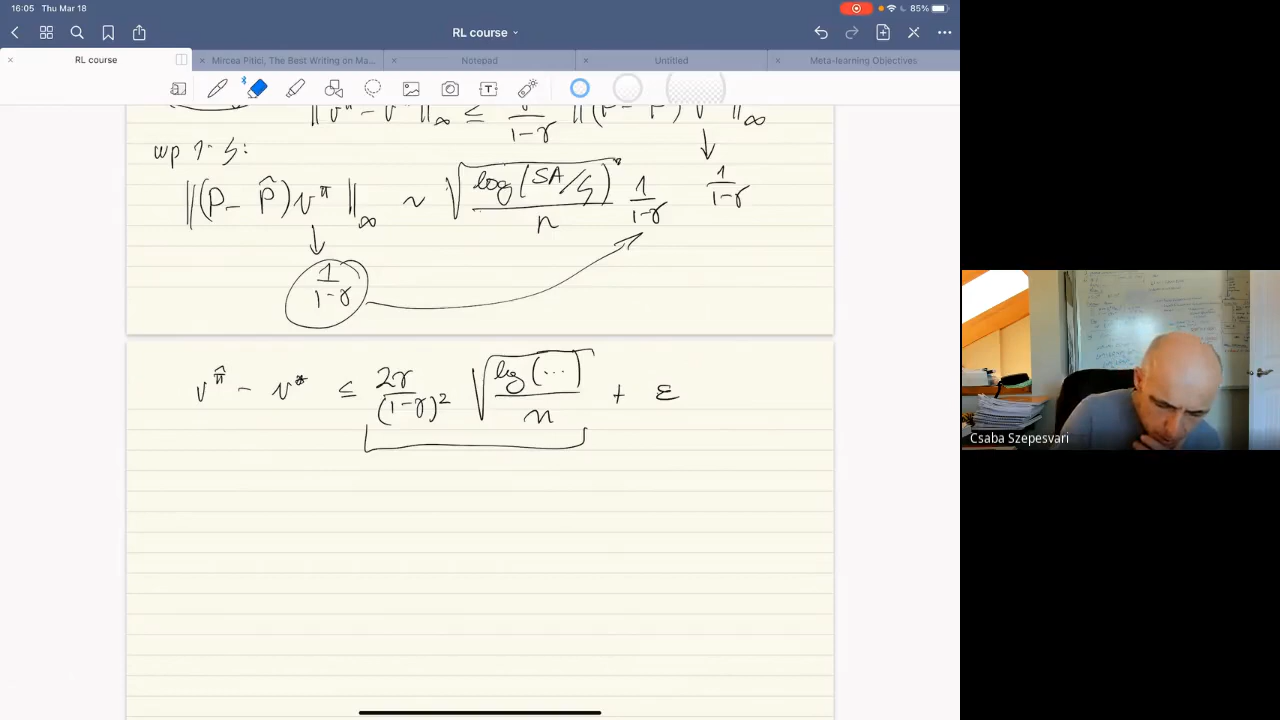 16:05 Thu Mar 18
85%
RL course
RL course
Mircea Pitici, The Best Writing on Ma...
Notepad
Untitled
Meta-learning Objectives
‖v^π − v̂^π‖_∞ ≤ γ/(1−γ) ‖(P − P̂) v^π‖_∞
wp 1-δ:
‖(P − P̂) v^π‖_∞ ~ √(log(SA/δ)/n) 1/(1−γ)
1/(1−γ)
1/(1−γ)
v^π̂ − v* ≤ 2γ/(1−γ)² √(log(...)/n) + ε
Csaba Szepesvari